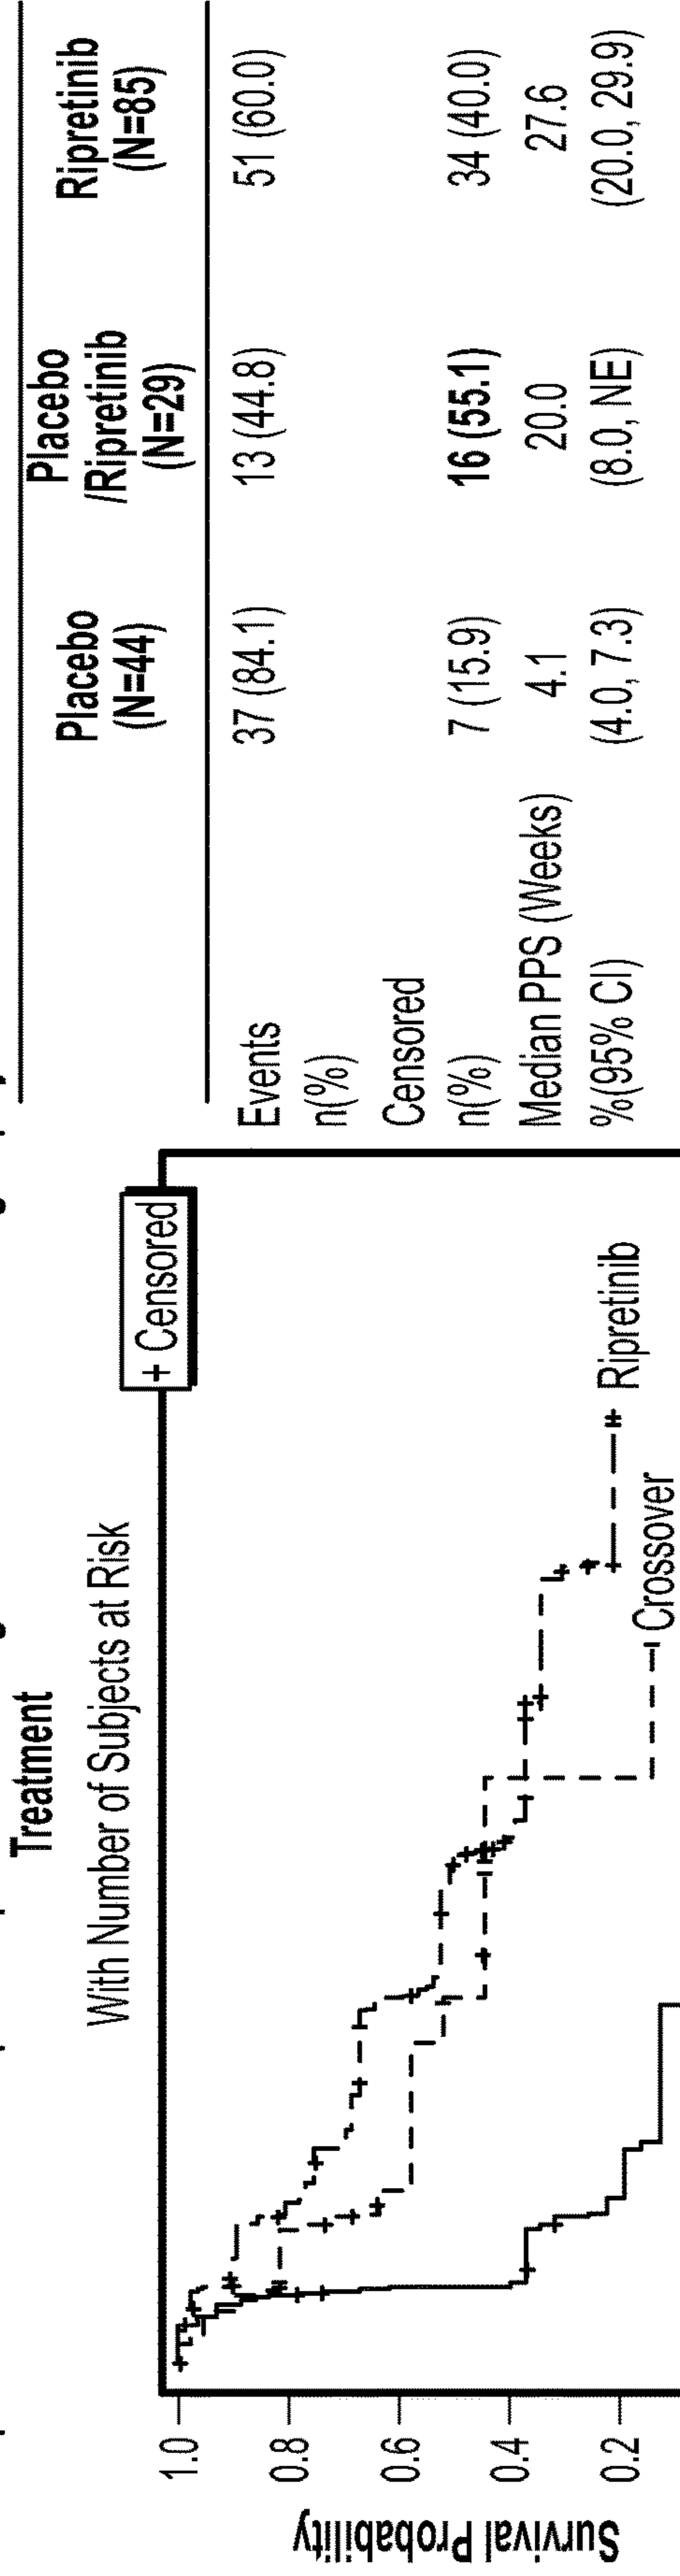 Treatment
With Number of Subjects at Risk
+ Censored
Survival Probability
1.0
0.8
0.6
0.4
0.2
Ripretinib
Crossover
Placebo Placebo Ripretinib
(N=44) /Ripretinib (N=85)
(N=29)
Events 37 (84.1) 13 (44.8) 51 (60.0)
n(%)
Censored
n(%) 7 (15.9) 16 (55.1) 34 (40.0)
Median PPS (Weeks) 4.1 20.0 27.6
%(95% CI) (4.0, 7.3) (8.0, NE) (20.0, 29.9)